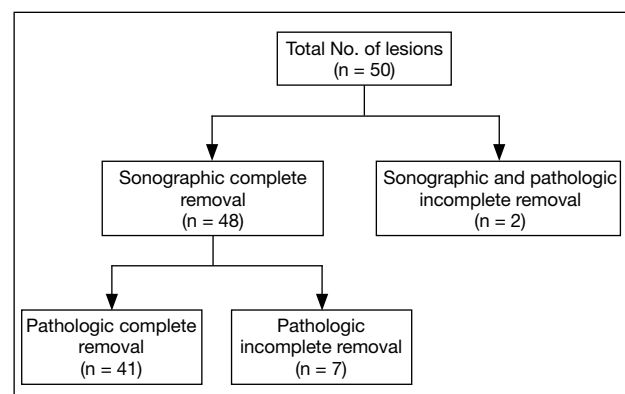 Total No. of lesions
(n = 50)
Sonographic complete
removal
(n = 48)
Sonographic and pathologic
incomplete removal
(n = 2)
Pathologic complete
removal
(n = 41)
Pathologic
incomplete removal
(n = 7)